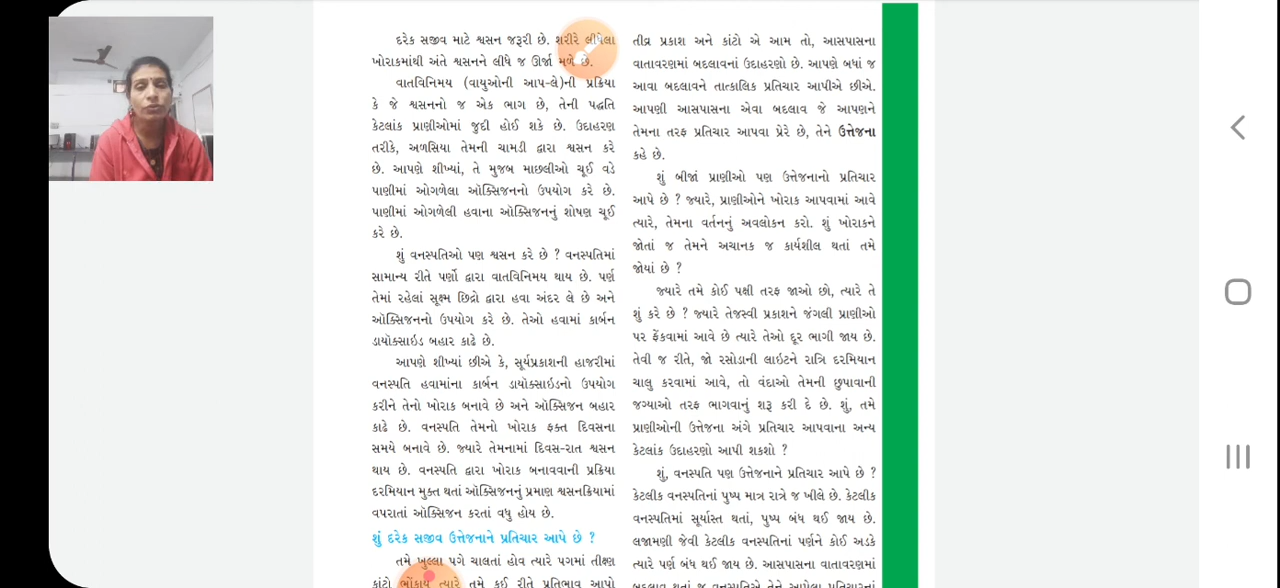 દરેક સજીવ માટે શ્વસન જરૂરી છે. શરીરે લીધેલા
ખોરાકમાંથી અંતે શ્વસનને લીધે જ ઊર્જા મળે છે.
વાતવિનિમય (વાયુઓની આપ-લે)ની પ્રક્રિયા
કે જે શ્વસનનો જ એક ભાગ છે, તેની પદ્ધતિ
કેટલાંક પ્રાણીઓમાં જુદી હોઈ શકે છે. ઉદાહરણ
તરીકે, અળસિયા તેમની ચામડી દ્વારા શ્વસન કરે
છે. આપણે શીખ્યાં, તે મુજબ માછલીઓ ચૂઈ વડે
પાણીમાં ઓગળેલા ઑક્સિજનનો ઉપયોગ કરે છે.
પાણીમાં ઓગળેલી હવાના ઑક્સિજનનું શોષણ ચૂઈ
કરે છે.
શું વનસ્પતિઓ પણ શ્વસન કરે છે ? વનસ્પતિમાં
સામાન્ય રીતે પર્ણો દ્વારા વાતવિનિમય થાય છે. પર્ણ
તેમાં રહેલાં સૂક્ષ્મ છિદ્રો દ્વારા હવા અંદર લે છે અને
ઑક્સિજનનો ઉપયોગ કરે છે. તેઓ હવામાં કાર્બન
ડાયૉક્સાઇડ બહાર કાઢે છે.
આપણે શીખ્યાં છીએ કે, સૂર્યપ્રકાશની હાજરીમાં
વનસ્પતિ હવામાંના કાર્બન ડાયૉક્સાઇડનો ઉપયોગ
કરીને તેનો ખોરાક બનાવે છે અને ઑક્સિજન બહાર
કાઢે છે. વનસ્પતિ તેમનો ખોરાક ફક્ત દિવસના
સમયે બનાવે છે. જ્યારે તેમનામાં દિવસ-રાત શ્વસન
થાય છે. વનસ્પતિ દ્વારા ખોરાક બનાવવાની પ્રક્રિયા
દરમિયાન મુક્ત થતાં ઑક્સિજનનું પ્રમાણ શ્વસનક્રિયામાં
વપરાતાં ઑક્સિજન કરતાં વધુ હોય છે.
શું દરેક સજીવ ઉત્તેજનાને પ્રતિચાર આપે છે ?
તમે ખુલ્લા પગે ચાલતાં હોવ ત્યારે પગમાં તીક્ષ્ણ
કાંટો ભોંકાય ત્યારે તમે કઈ રીતે પ્રતિભાવ આપો
તીવ્ર પ્રકાશ અને કાંટો એ આમ તો, આસપાસના
વાતાવરણમાં બદલાવનાં ઉદાહરણો છે. આપણે બધાં જ
આવા બદલાવને તાત્કાલિક પ્રતિચાર આપીએ છીએ.
આપણી આસપાસના એવા બદલાવ જે આપણને
તેમના તરફ પ્રતિચાર આપવા પ્રેરે છે, તેને ઉત્તેજના
કહે છે.
શું બીજાં પ્રાણીઓ પણ ઉત્તેજનાનો પ્રતિચાર
આપે છે ? જ્યારે, પ્રાણીઓને ખોરાક આપવામાં આવે
ત્યારે, તેમના વર્તનનું અવલોકન કરો. શું ખોરાકને
જોતાં જ તેમને અચાનક જ કાર્યશીલ થતાં તમે
જોયાં છે ?
જ્યારે તમે કોઈ પક્ષી તરફ જાઓ છો, ત્યારે તે
શું કરે છે ? જ્યારે તેજસ્વી પ્રકાશને જંગલી પ્રાણીઓ
પર ફેંકવામાં આવે છે ત્યારે તેઓ દૂર ભાગી જાય છે.
તેવી જ રીતે, જો રસોડાની લાઇટને રાત્રિ દરમિયાન
ચાલુ કરવામાં આવે, તો વંદાઓ તેમની છુપાવાની
જગ્યાઓ તરફ ભાગવાનું શરૂ કરી દે છે. શું, તમે
પ્રાણીઓની ઉત્તેજના અંગે પ્રતિચાર આપવાના અન્ય
કેટલાંક ઉદાહરણો આપી શકશો ?
શું, વનસ્પતિ પણ ઉત્તેજનાને પ્રતિચાર આપે છે ?
કેટલીક વનસ્પતિનાં પુષ્પ માત્ર રાત્રે જ ખીલે છે. કેટલીક
વનસ્પતિમાં સૂર્યાસ્ત થતાં, પુષ્પ બંધ થઈ જાય છે.
લજામણી જેવી કેટલીક વનસ્પતિનાં પર્ણને કોઈ અડકે
ત્યારે પર્ણ બંધ થઈ જાય છે. આસપાસના વાતાવરણમાં
બદલાવ થતાં જ વનસ્પતિએ તેને આપેલા પ્રતિચારનાં